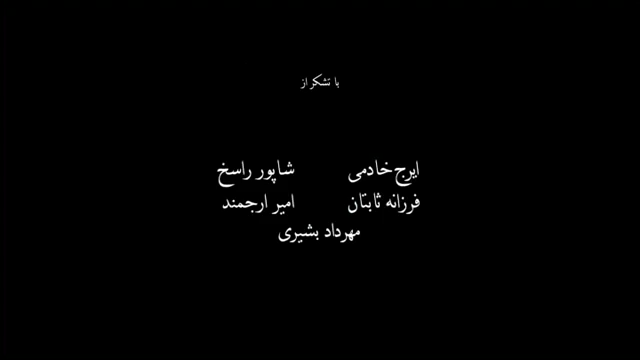 با تشکر از
ایرج خادمی شاپور راسخ
فرزانه ثابتان امیر ارجمند
مهرداد بشیری